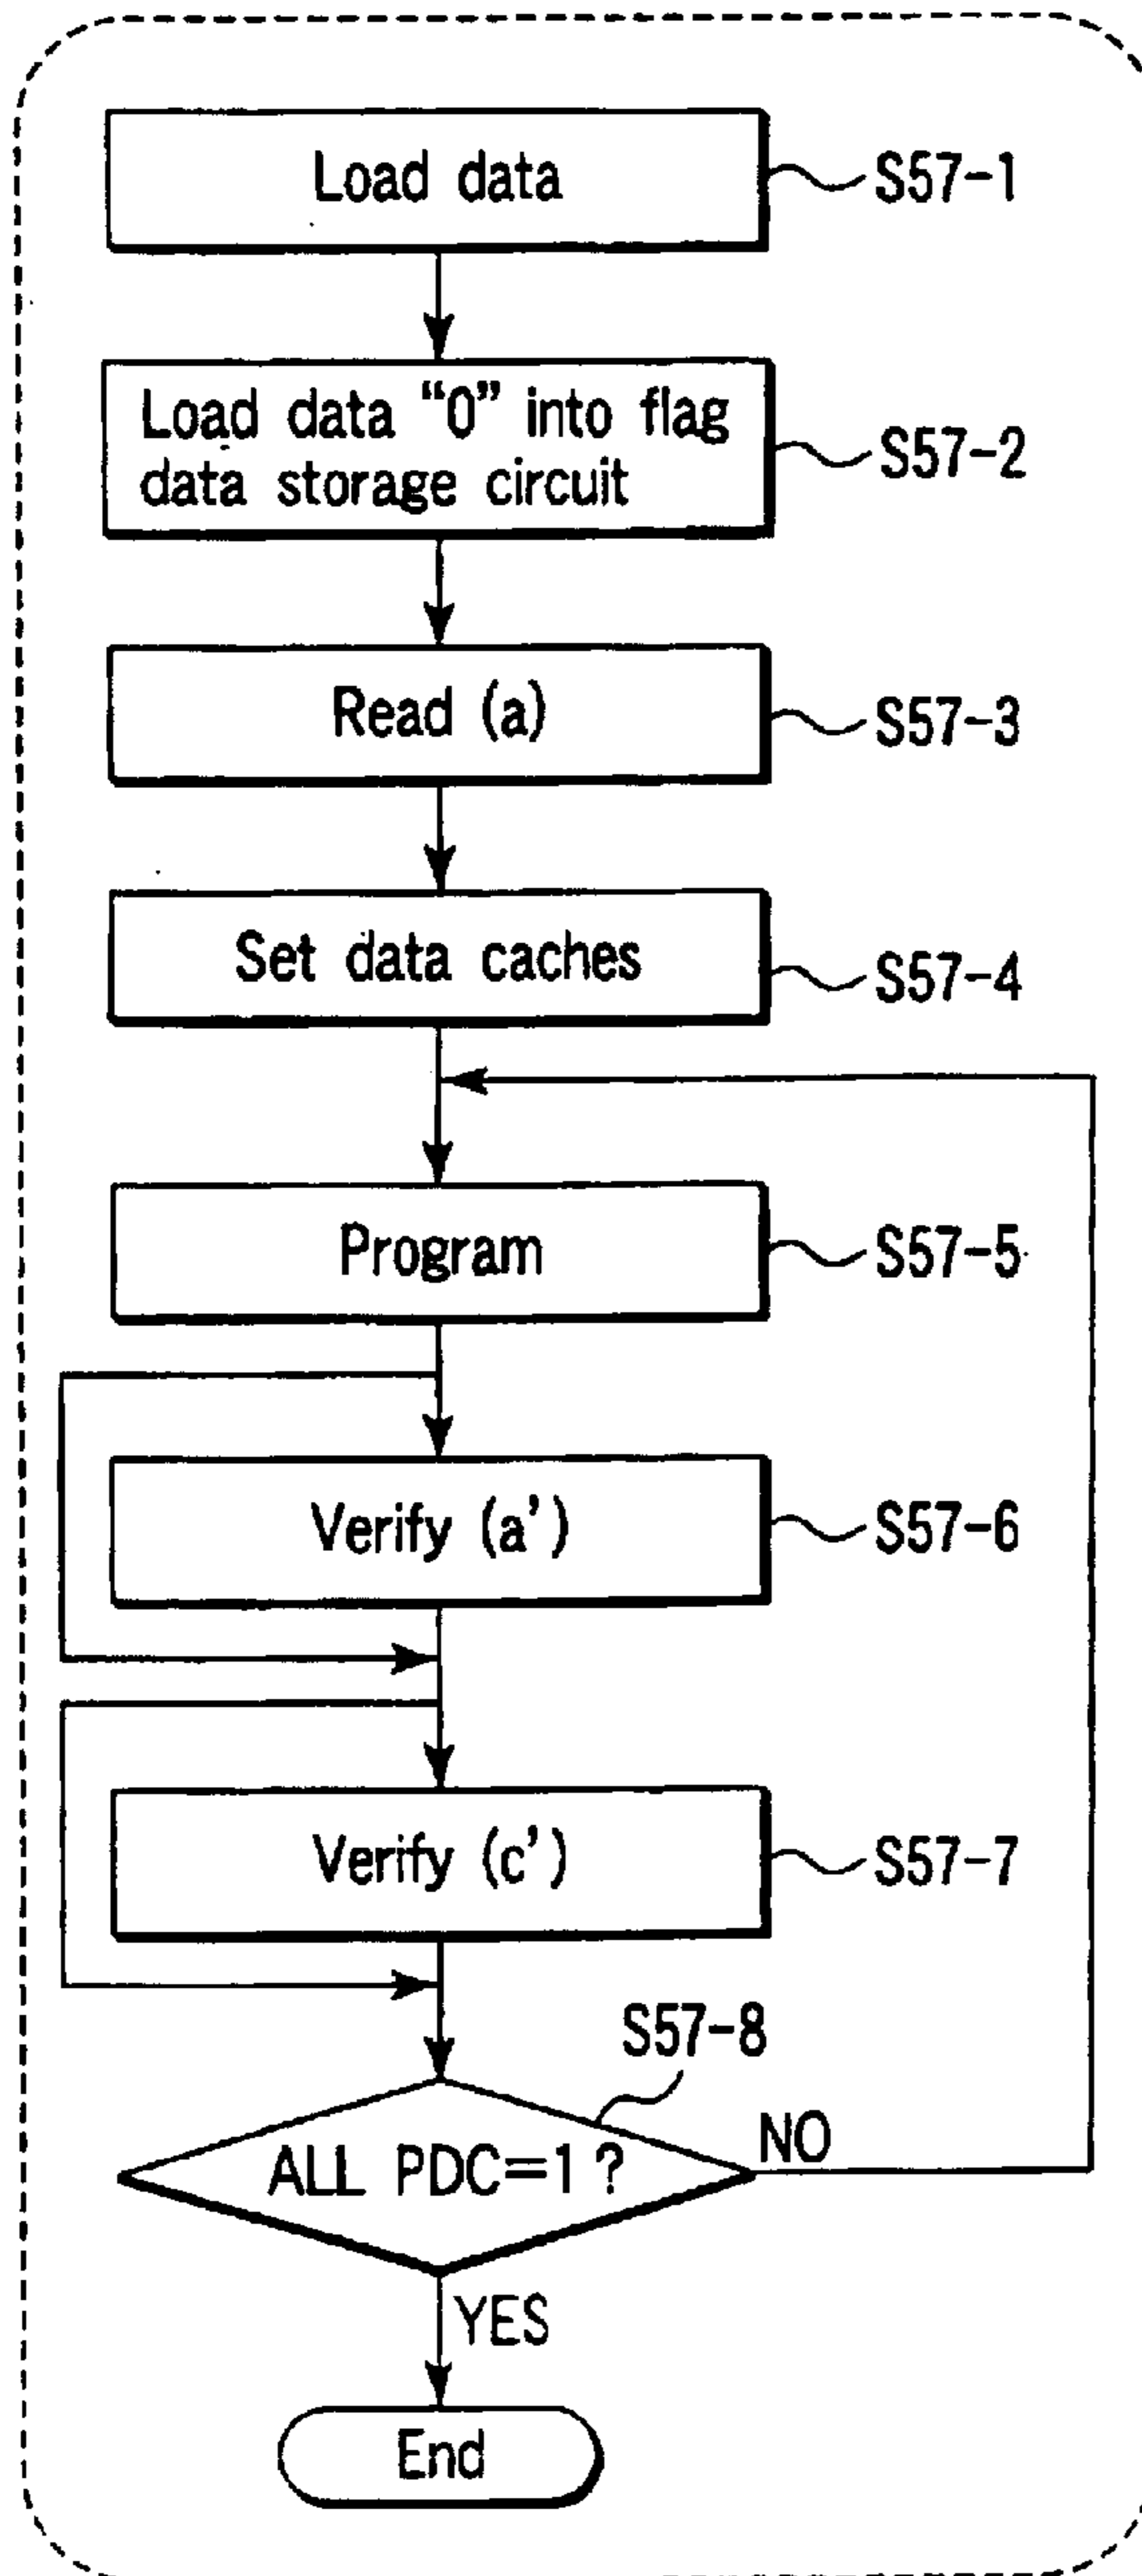 Load data
S57-1
Load data “0” into flag
data storage circuit
S57-2
Read (a)
S57-3
Set data caches
S57-4
Program
S57-5
Verify (a’)
S57-6
Verify (c’)
S57-7
S57-8
ALL PDC=1 ?
NO
YES
End